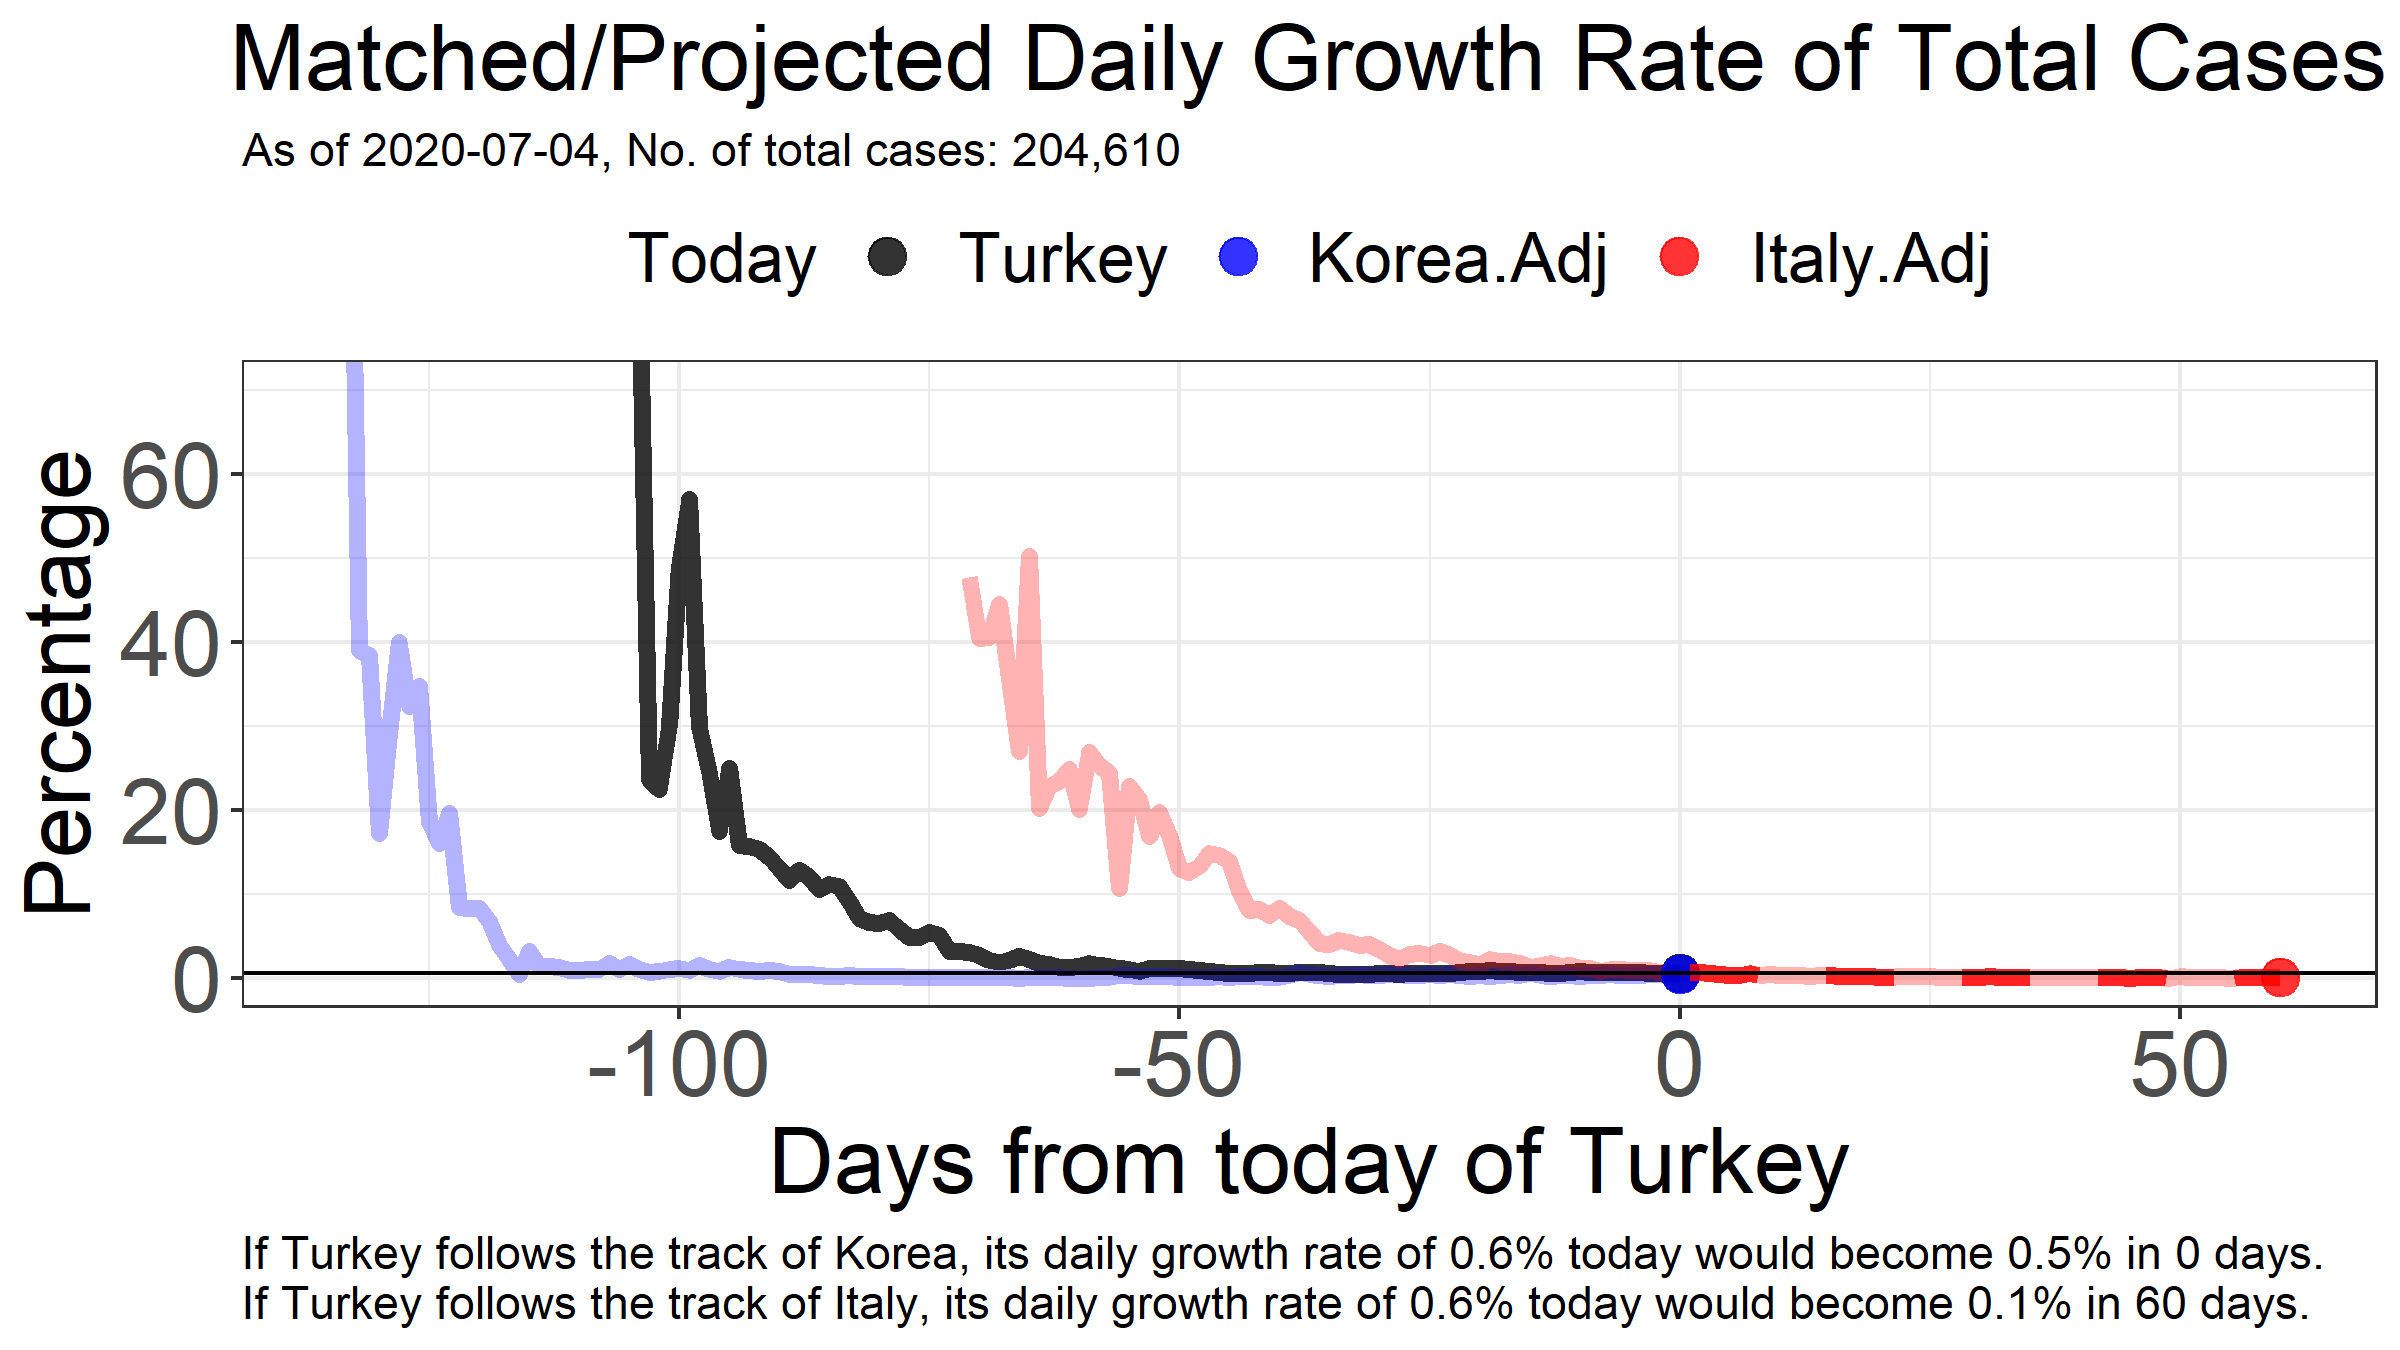 Matched/Projected Daily Growth Rate of Total Cases
As of 2020-07-04, No. of total cases: 204,610
Today Turkey Korea.Adj Italy.Adj
Percentage
60
40
20
0
-100 -50 0 50
Days from today of Turkey
If Turkey follows the track of Korea, its daily growth rate of 0.6% today would become 0.5% in 0 days.
If Turkey follows the track of Italy, its daily growth rate of 0.6% today would become 0.1% in 60 days.